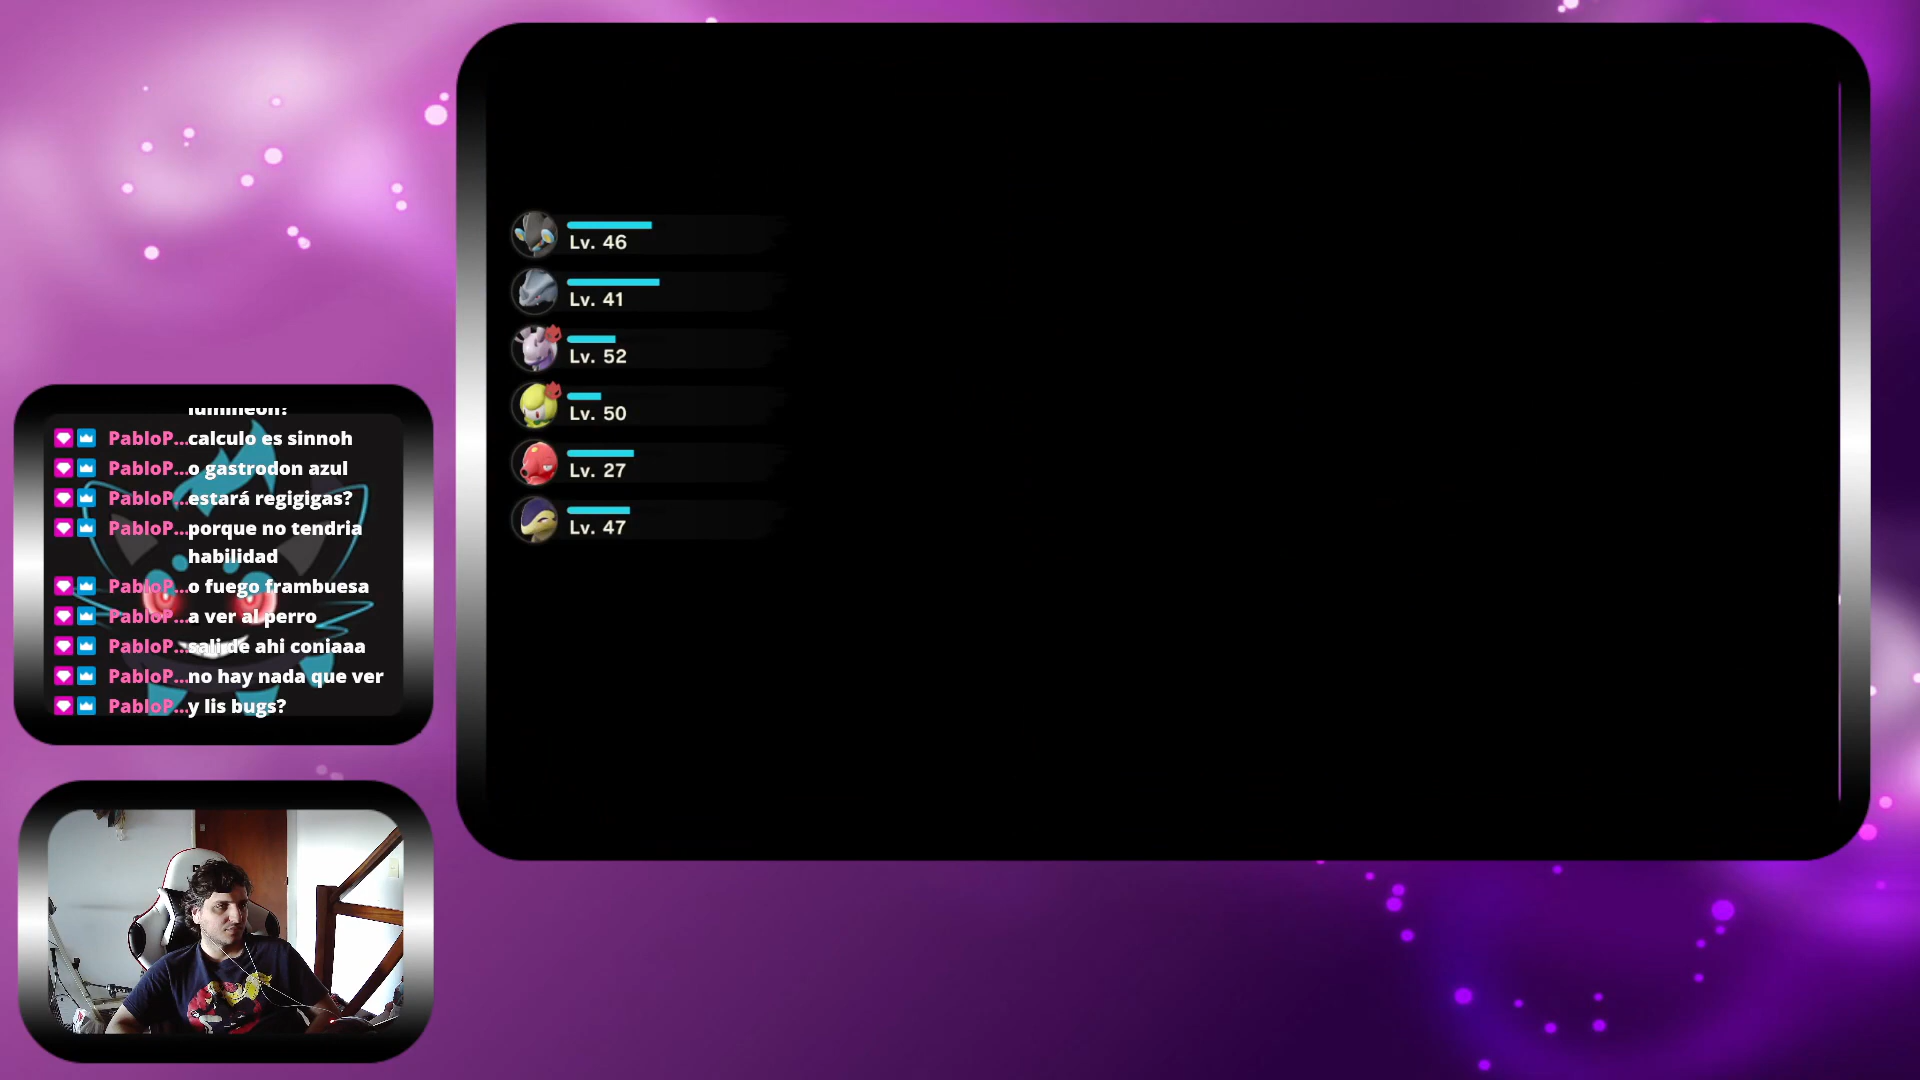 PabloP...calculo es sinnoh
PabloP...o gastrodon azul
PabloP...estará regigigas?
PabloP...porque no tendria
habilidad
PabloP...o fuego frambuesa
PabloP...a ver al perro
PabloP...sali de ahi coniaaa
PabloP...no hay nada que ver
PabloP...y lis bugs?
Lv. 46
Lv. 41
Lv. 52
Lv. 50
Lv. 27
Lv. 47